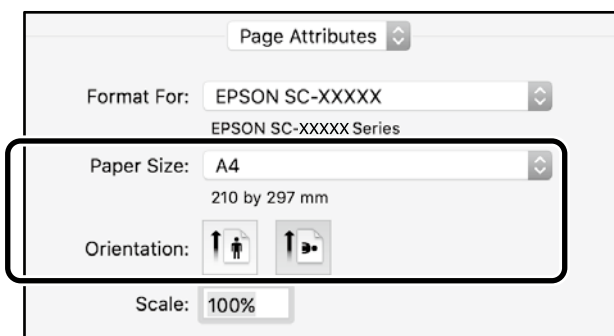 Page Attributes
Format For: EPSON SC-XXXXX
EPSON SC-XXXXX Series
Paper Size: A4
210 by 297 mm
Orientation:
Scale: 100%